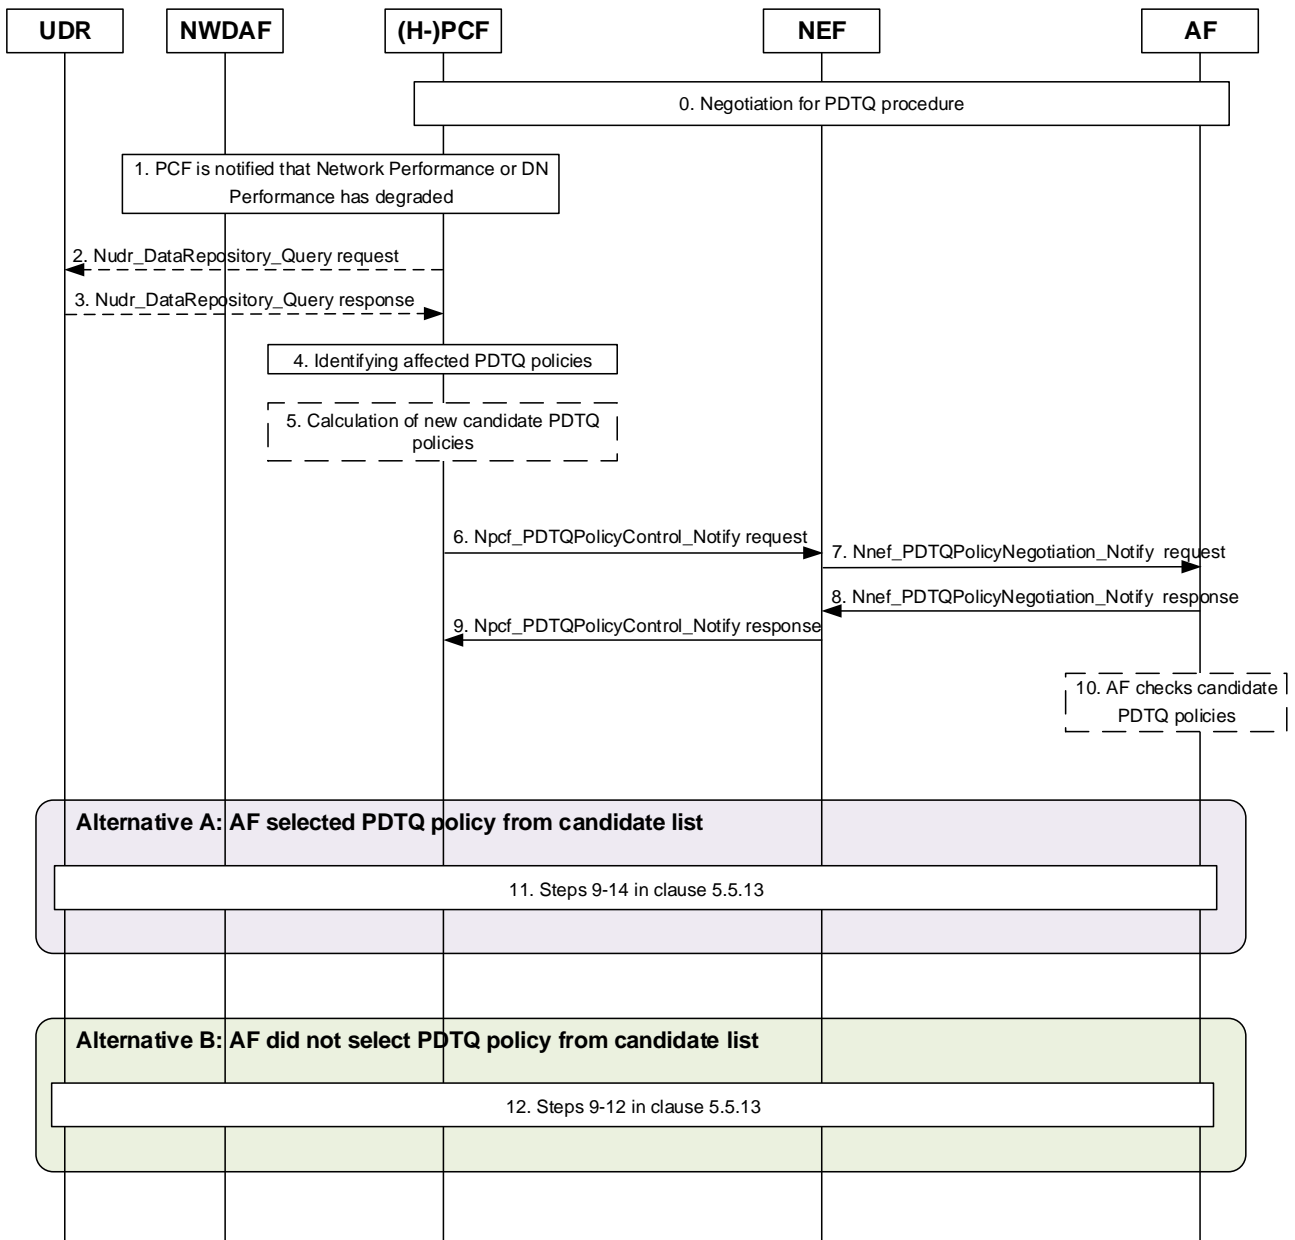 UDR
NWDAF
(H-)PCF
NEF
AF
0. Negotiation for PDTQ procedure
1. PCF is notified that Network Performance or DN
Performance has degraded
2. Nudr_DataRepository_Query request
3. Nudr_DataRepository_Query response
4. Identifying affected PDTQ policies
5. Calculation of new candidate PDTQ
policies
6. Npcf_PDTQPolicyControl_Notify request
7. Nnef_PDTQPolicyNegotiation_Notify request
8. Nnef_PDTQPolicyNegotiation_Notify response
9. Npcf_PDTQPolicyControl_Notify response
10. AF checks candidate
PDTQ policies
Alternative A: AF selected PDTQ policy from candidate list
11. Steps 9-14 in clause 5.5.13
Alternative B: AF did not select PDTQ policy from candidate list
12. Steps 9-12 in clause 5.5.13